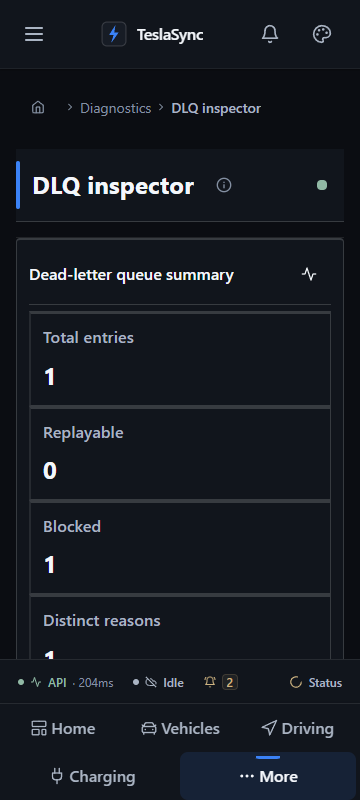 TeslaSync
Diagnostics DLQ inspector
DLQ inspector
Dead-letter queue summary
Total entries
1
Replayable
0
Blocked
1
Distinct reasons
1
API · 204ms Idle 2 Status
Home Vehicles Driving
Charging More